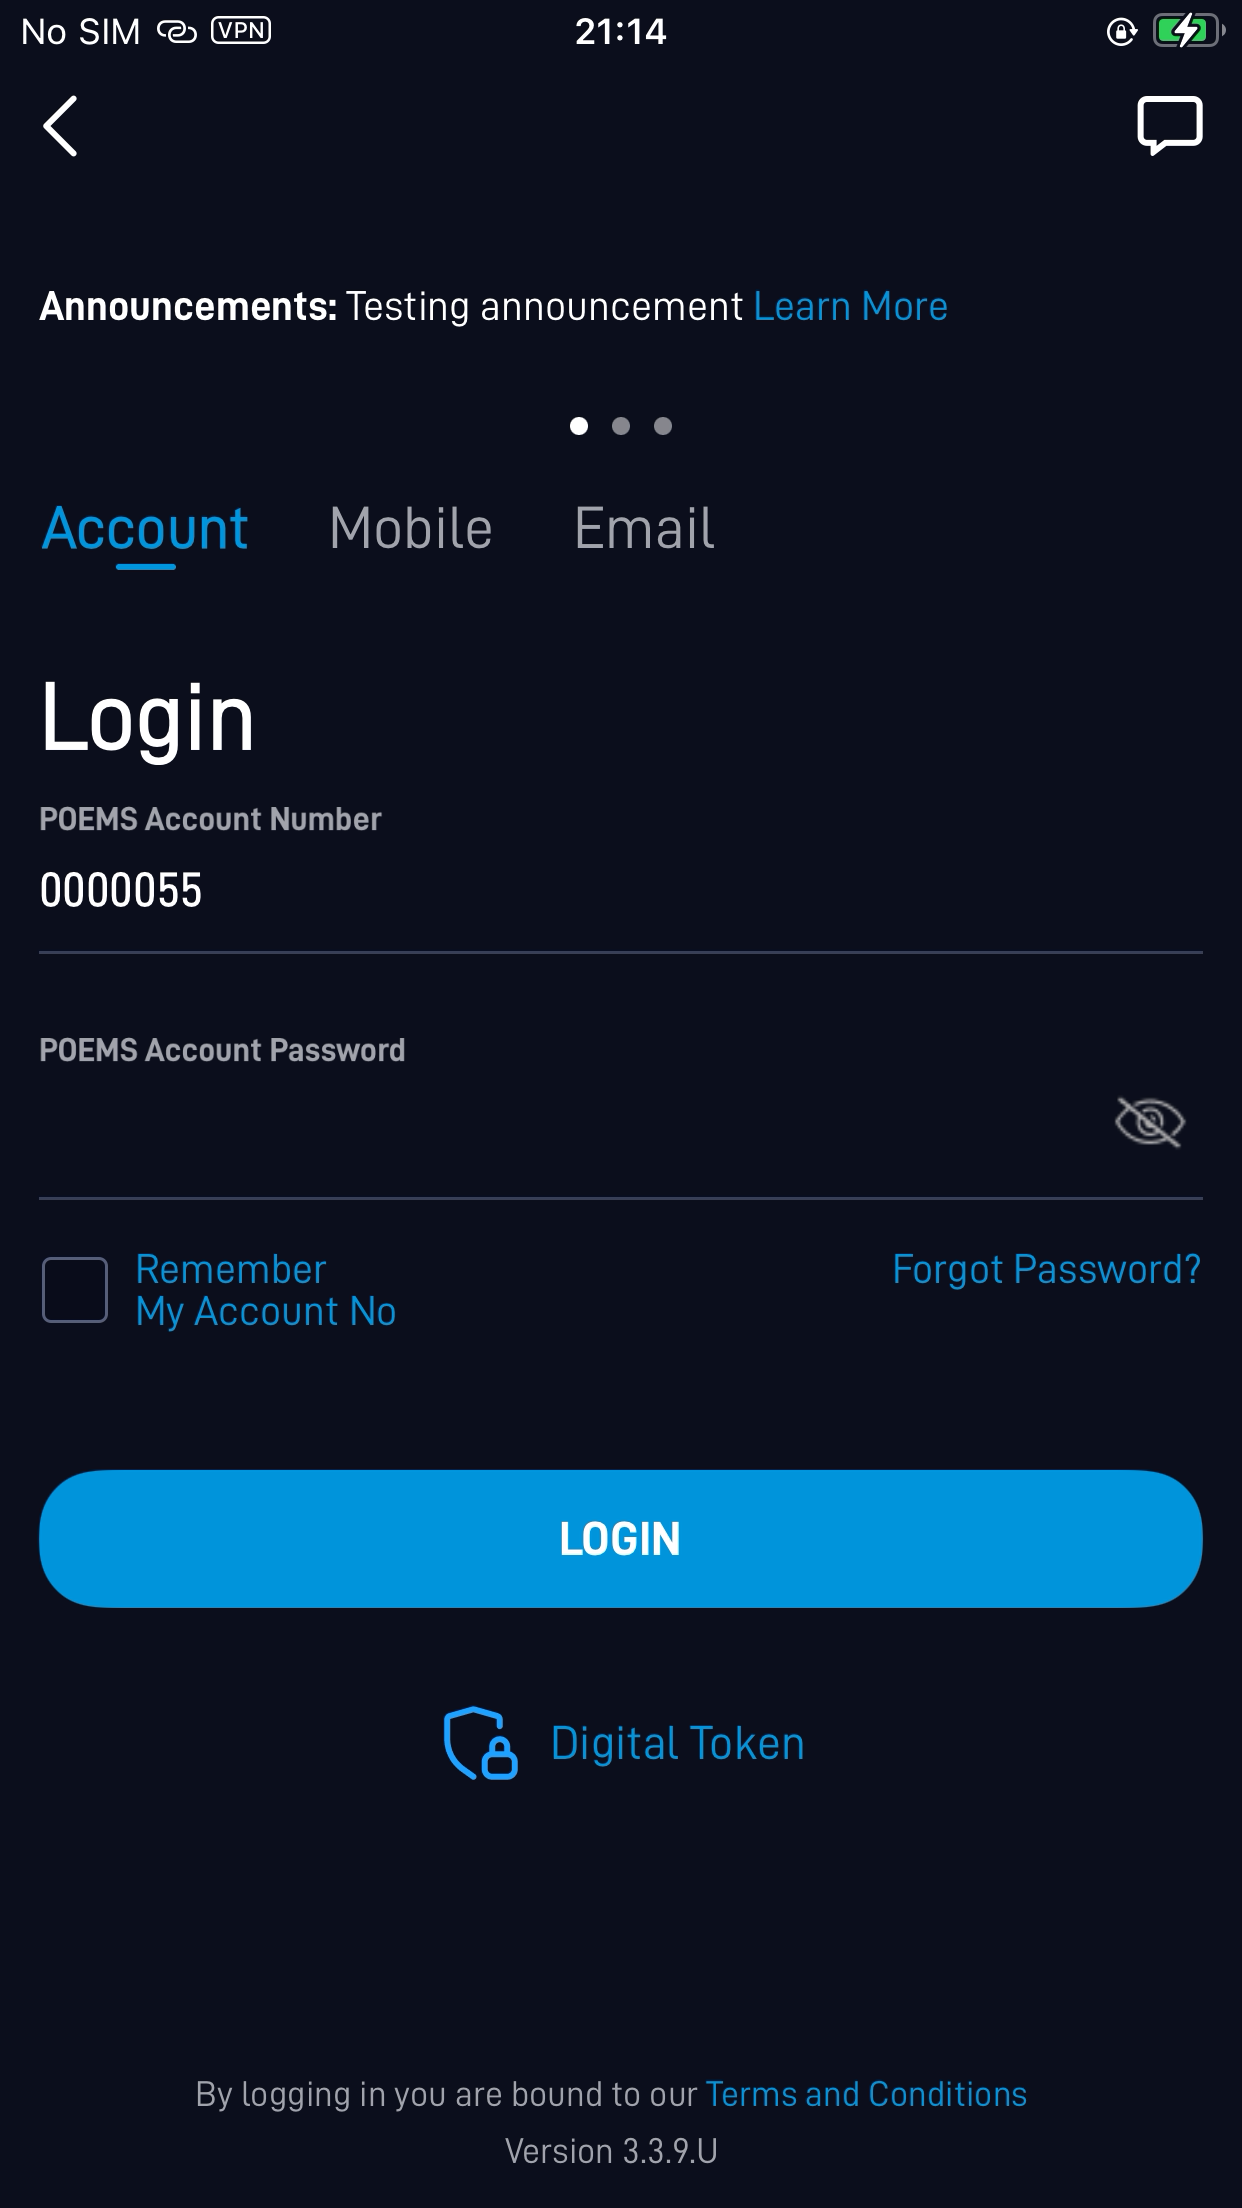 No SIM VPN 21:14
Announcements: Testing announcement Learn More
Account Mobile Email
Login
POEMS Account Number
0000055
POEMS Account Password
Remember
My Account No
Forgot Password?
LOGIN
Digital Token
By logging in you are bound to our Terms and Conditions
Version 3.3.9.U